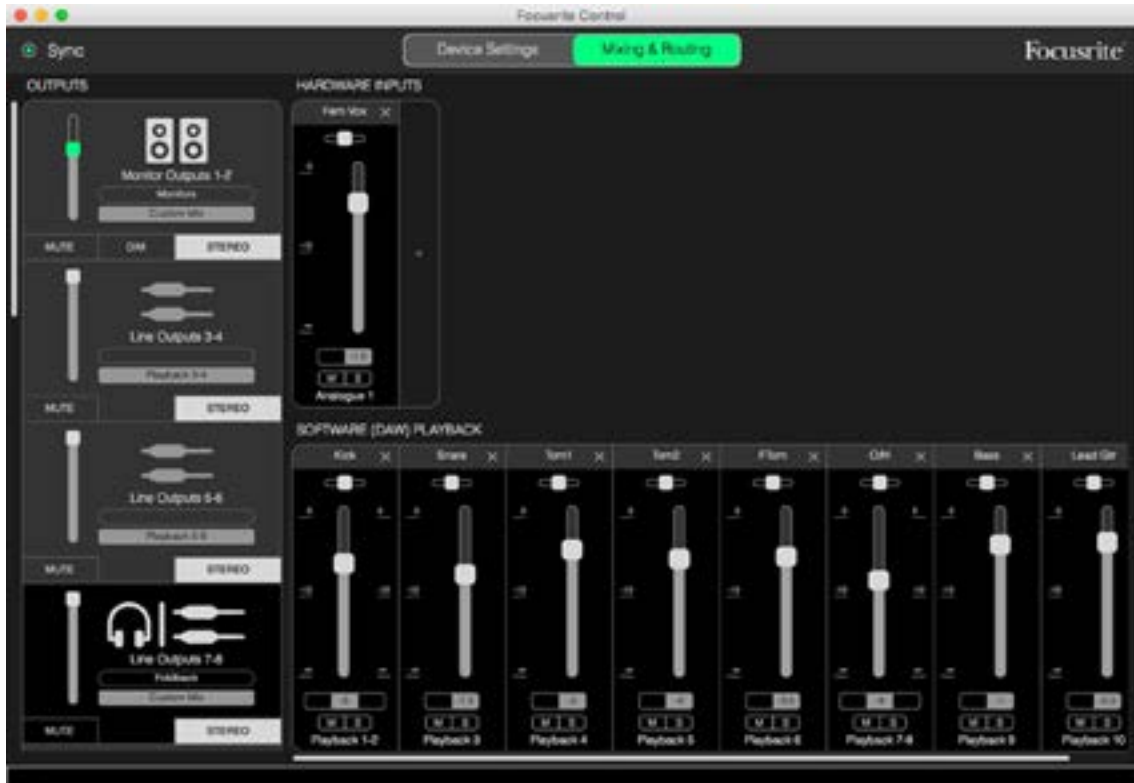 Focusrite Control
Sync
Device Settings
Mixing & Routing
Focusrite
OUTPUTS
Monitor Outputs 1-2
Monitors
Custom Mix
MUTE DIM STEREO
Line Outputs 3-4
Playback 3-4
MUTE STEREO
Line Outputs 5-6
Playback 5-6
MUTE STEREO
Line Outputs 7-8
Foldback
Custom Mix
MUTE STEREO
HARDWARE INPUTS
Fem Vox ×
M S
Analogue 1
SOFTWARE (DAW) PLAYBACK
Kick × Snare × Tom1 × Tom2 × FTom × O/H × Bass × Lead Gtr
M S M S M S M S M S M S M S M S
Playback 1-2 Playback 3 Playback 4 Playback 5 Playback 6 Playback 7-8 Playback 9 Playback 10